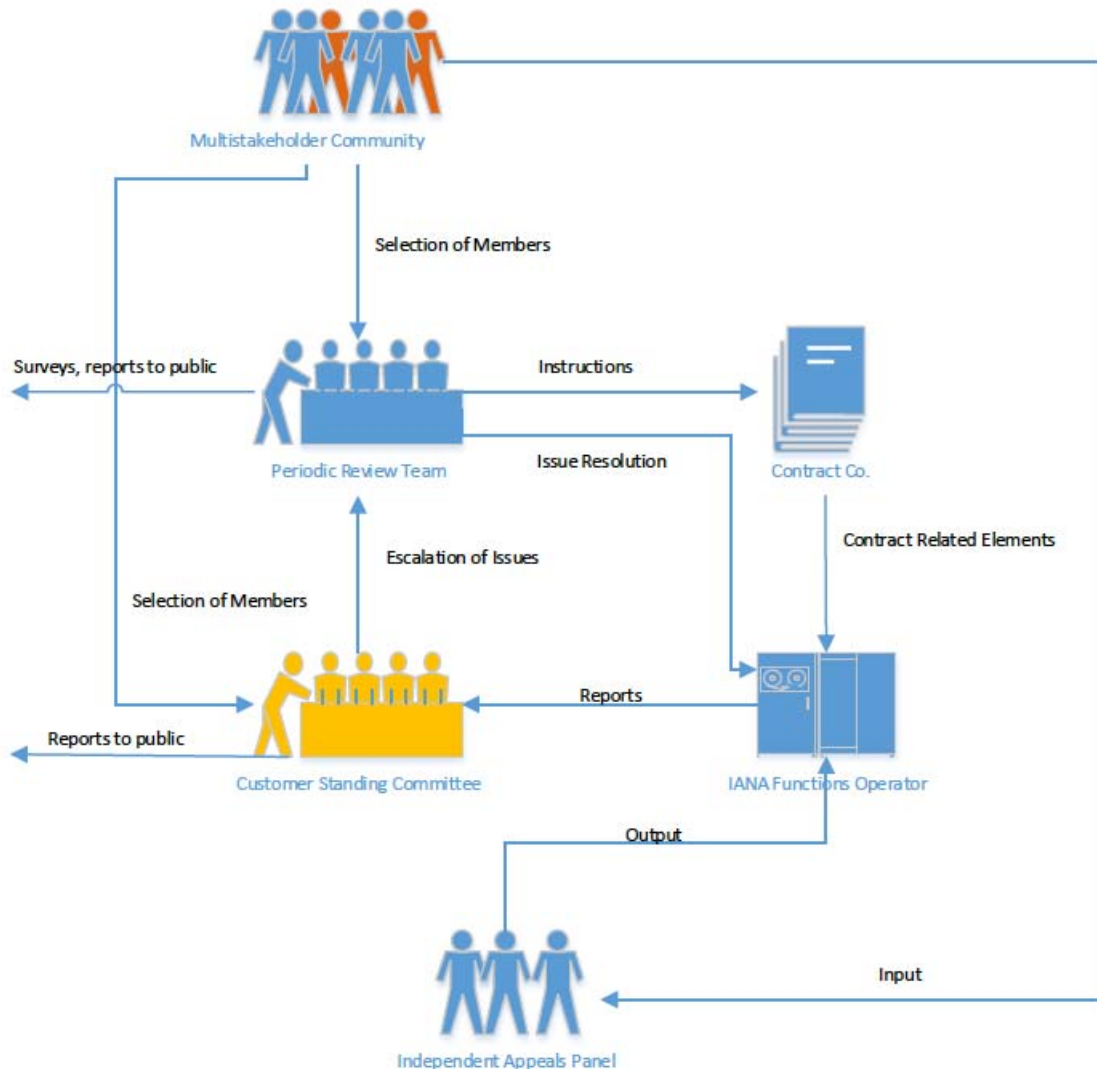 Multistakeholder Community
Selection of Members
Surveys, reports to public
Instructions
Issue Resolution
Periodic Review Team
Contract Co.
Contract Related Elements
Escalation of Issues
Selection of Members
Reports
Reports to public
Customer Standing Committee
IANA Functions Operator
Output
Input
Independent Appeals Panel